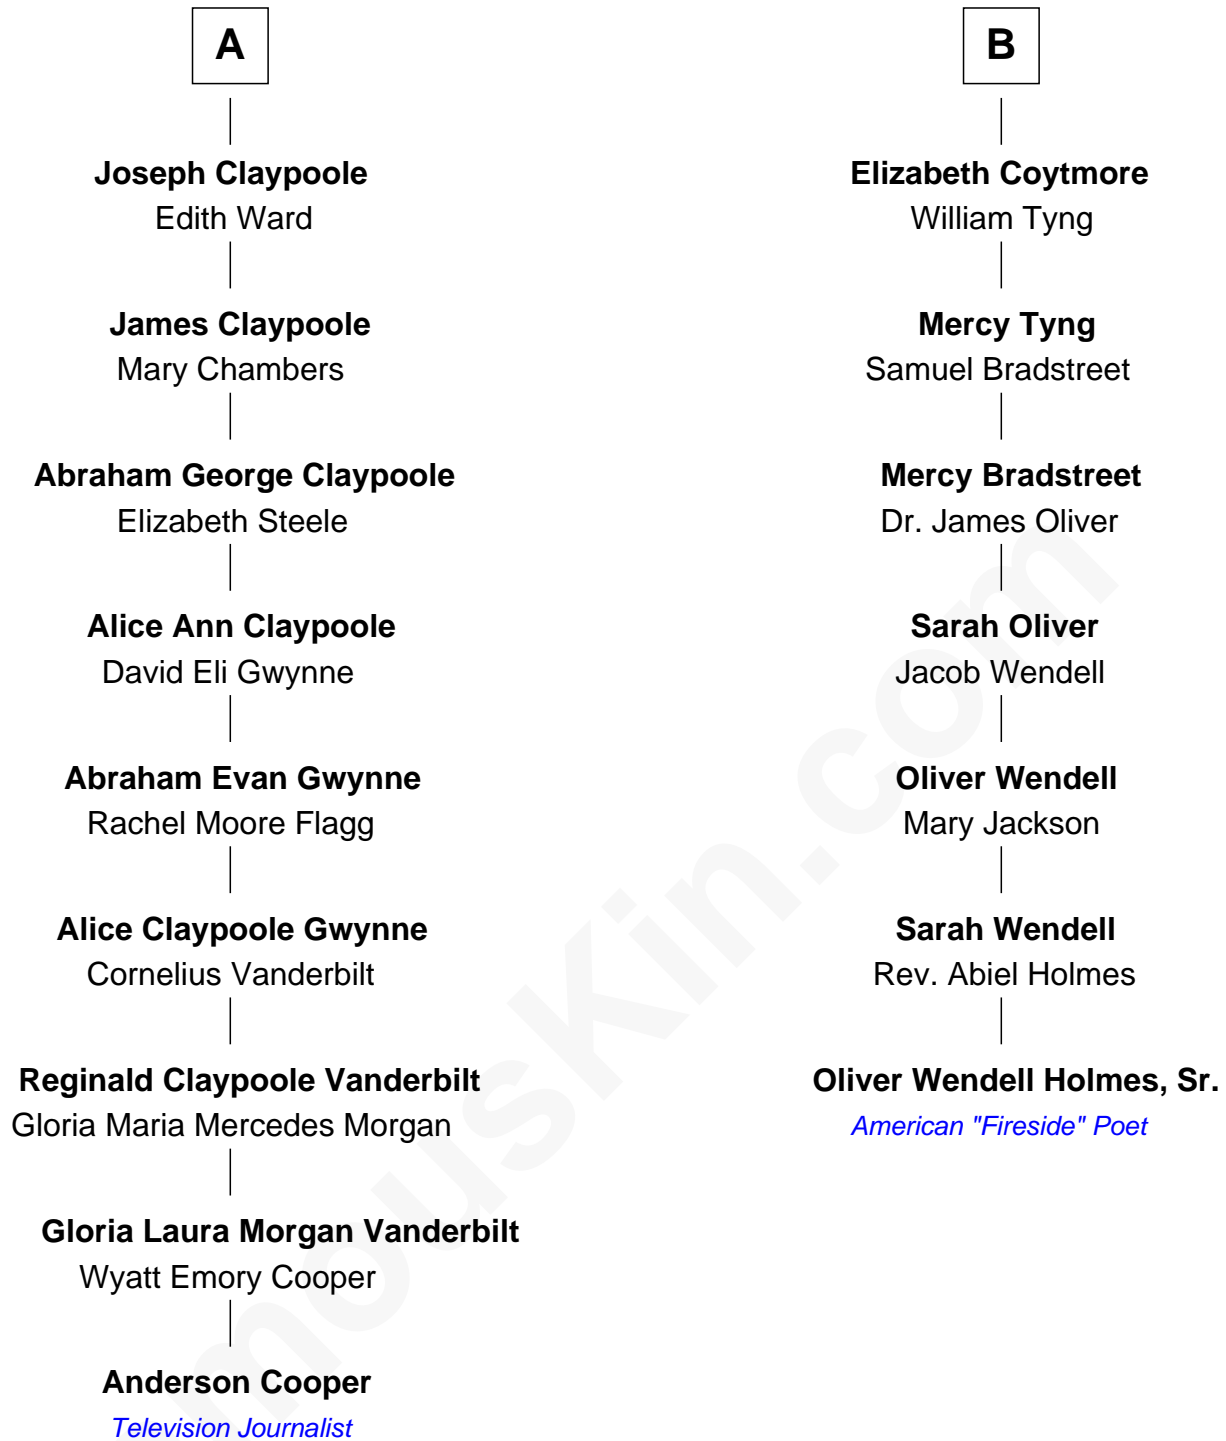 A
Joseph Claypoole
Edith Ward
James Claypoole
Mary Chambers
Abraham George Claypoole
Elizabeth Steele
Alice Ann Claypoole
David Eli Gwynne
Abraham Evan Gwynne
Rachel Moore Flagg
Alice Claypoole Gwynne
Cornelius Vanderbilt
Reginald Claypoole Vanderbilt
Gloria Maria Mercedes Morgan
Gloria Laura Morgan Vanderbilt
Wyatt Emory Cooper
Anderson Cooper
Television Journalist
B
Elizabeth Coytmore
William Tyng
Mercy Tyng
Samuel Bradstreet
Mercy Bradstreet
Dr. James Oliver
Sarah Oliver
Jacob Wendell
Oliver Wendell
Mary Jackson
Sarah Wendell
Rev. Abiel Holmes
Oliver Wendell Holmes, Sr.
American "Fireside" Poet
mousKin.com